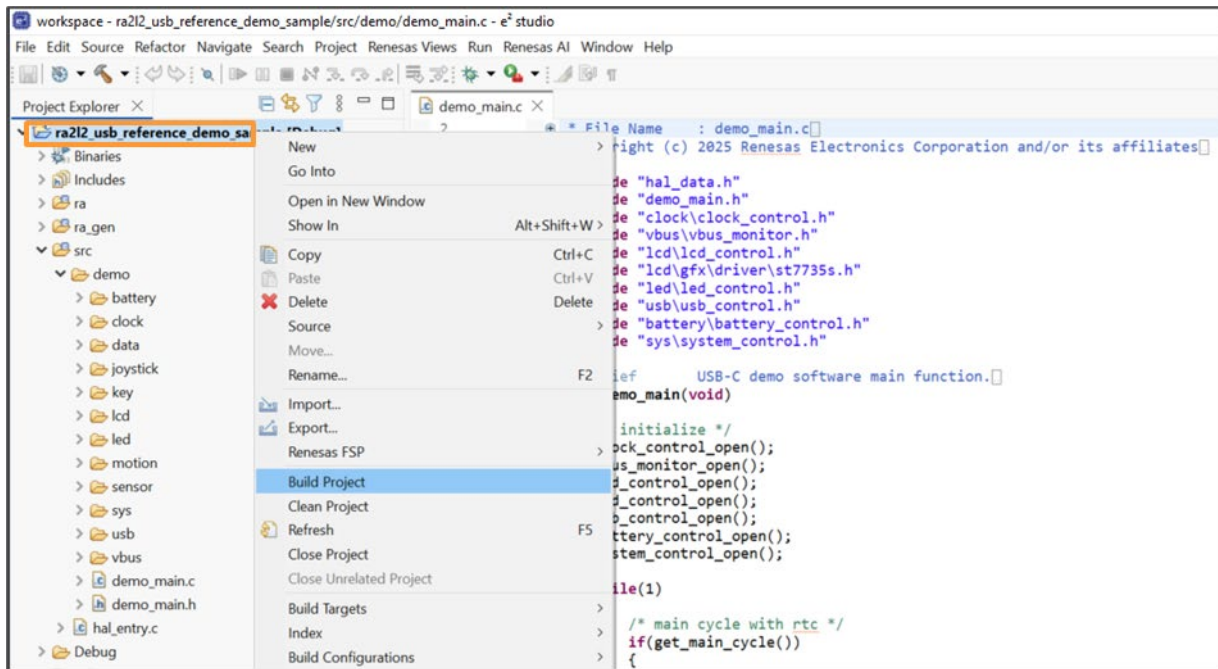 workspace - ra2l2_usb_reference_demo_sample/src/demo/demo_main.c - e² studio
File Edit Source Refactor Navigate Search Project Renesas Views Run Renesas AI Window Help
Project Explorer
demo_main.c
ra2l2_usb_reference_demo_sa
Binaries
Includes
ra
ra_gen
src
demo
battery
clock
data
joystick
key
lcd
led
motion
sensor
sys
usb
vbus
demo_main.c
demo_main.h
hal_entry.c
Debug
New
Go Into
Open in New Window
Show In Alt+Shift+W
Copy Ctrl+C
Paste Ctrl+V
Delete Delete
Source
Move...
Rename... F2
Import...
Export...
Renesas FSP
Build Project
Clean Project
Refresh F5
Close Project
Close Unrelated Project
Build Targets
Index
Build Configurations
2 * File Name : demo_main.c
right (c) 2025 Renesas Electronics Corporation and/or its affiliates
de "hal_data.h"
de "demo_main.h"
de "clock\clock_control.h"
de "vbus\vbus_monitor.h"
de "lcd\lcd_control.h"
de "lcd\gfx\driver\st7735s.h"
de "led\led_control.h"
de "usb\usb_control.h"
de "battery\battery_control.h"
de "sys\system_control.h"
ief USB-C demo software main function.
emo_main(void)
initialize */
ock_control_open();
us_monitor_open();
d_control_open();
d_control_open();
b_control_open();
ttery_control_open();
stem_control_open();
ile(1)
/* main cycle with rtc */
if(get_main_cycle())
{